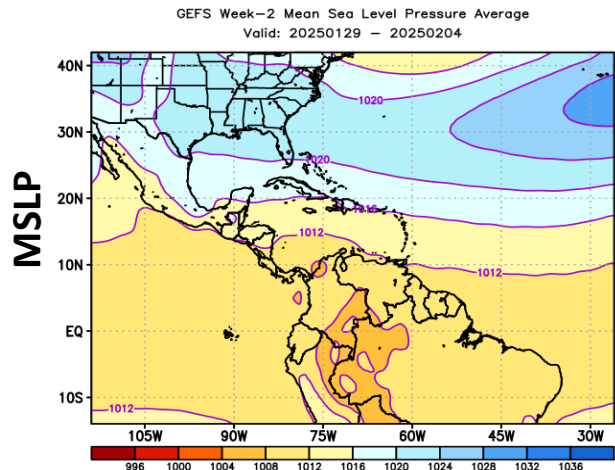 GEFS Week-2 Mean Sea Level Pressure Average
Valid: 20250129 - 20250204
MSLP
40N
30N
20N
10N
EQ
10S
1020
1020
1016
1012
1012
1012
105W 90W 75W 60W 45W 30W
996 1000 1004 1008 1012 1016 1020 1024 1028 1032 1036